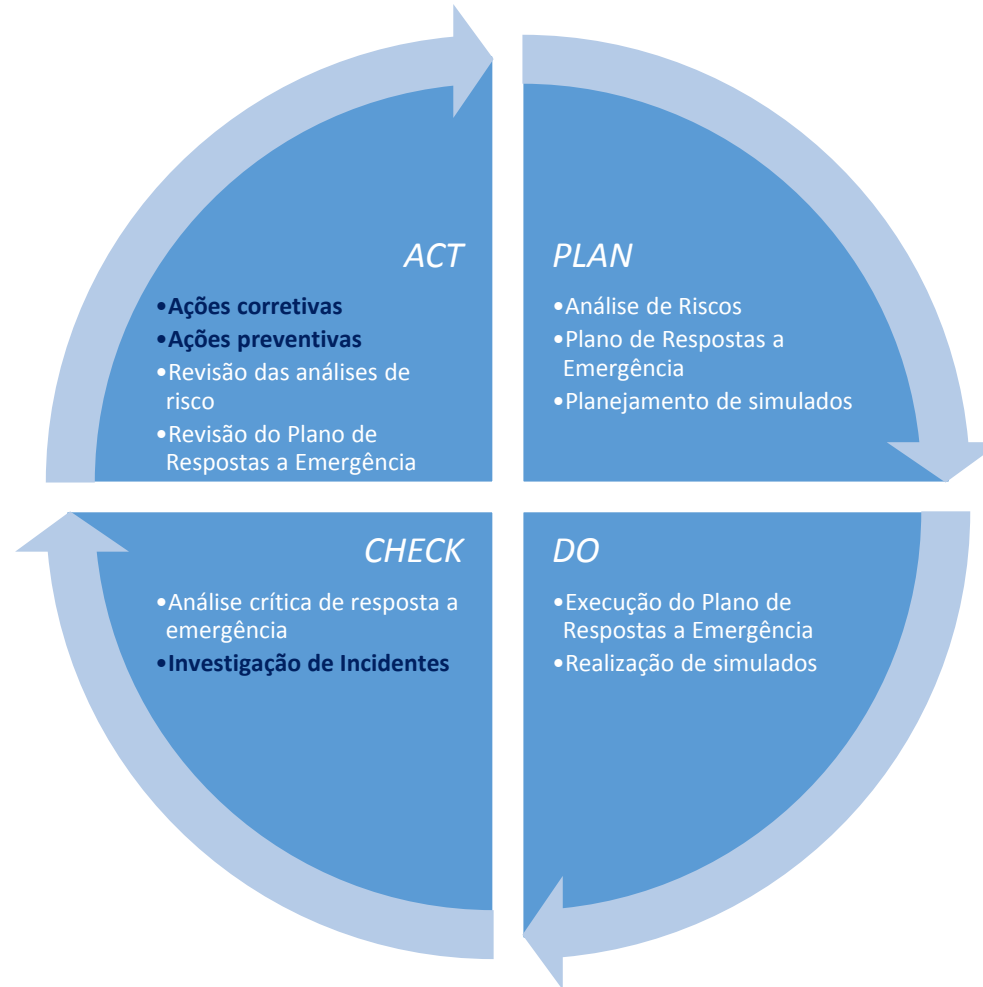 ACT
•Ações corretivas
•Ações preventivas
•Revisão das análises de
risco
•Revisão do Plano de
Respostas a Emergência
PLAN
•Análise de Riscos
•Plano de Respostas a
Emergência
•Planejamento de simulados
CHECK
•Análise crítica de resposta a
emergência
•Investigação de Incidentes
DO
•Execução do Plano de
Respostas a Emergência
•Realização de simulados